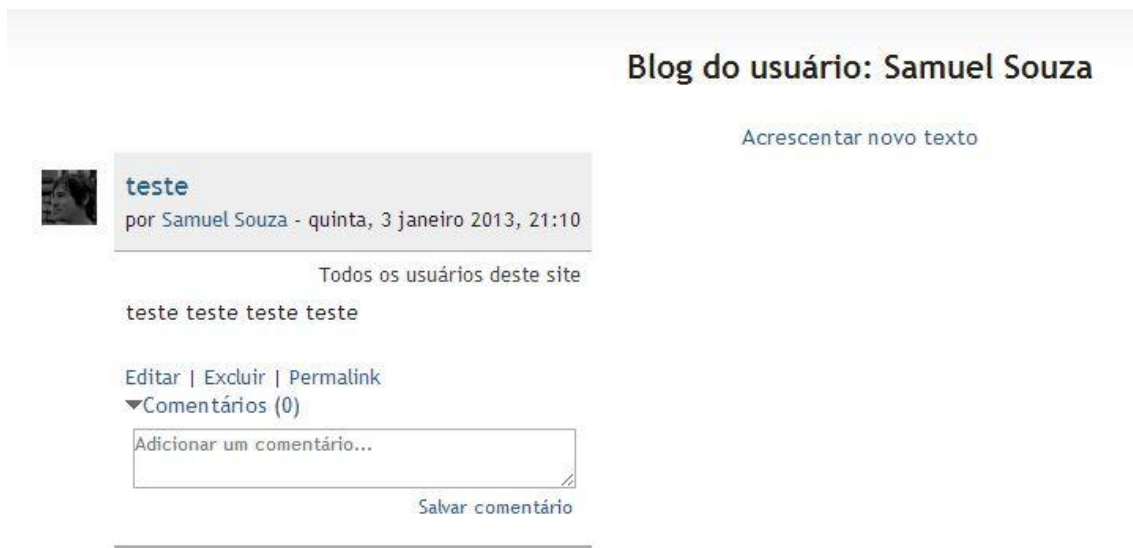 Blog do usuário: Samuel Souza
Acrescentar novo texto
teste
por Samuel Souza - quinta, 3 janeiro 2013, 21:10
Todos os usuários deste site
teste teste teste teste
Editar | Excluir | Permalink
Comentários (0)
Adicionar um comentário...
Salvar comentário